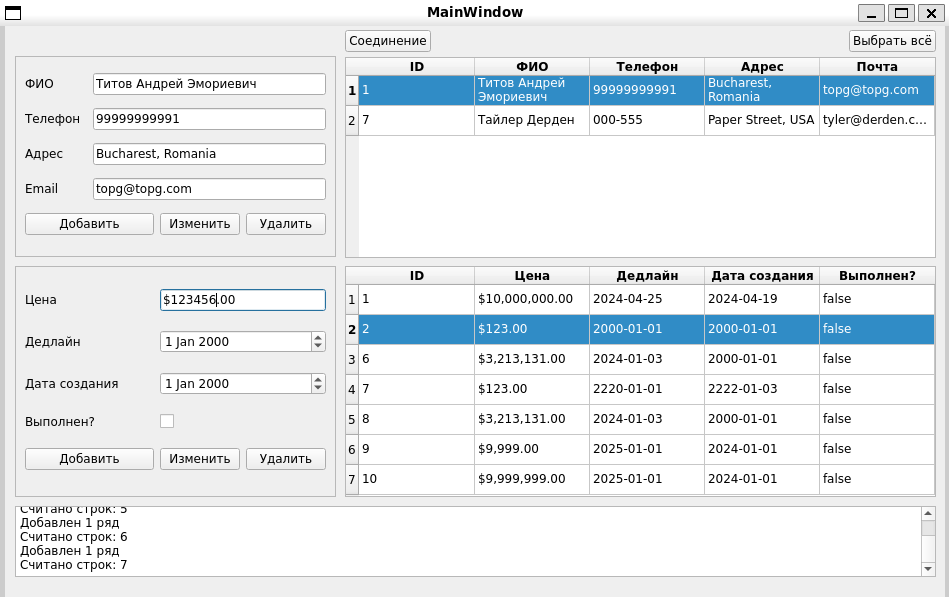 MainWindow
Соединение
Выбрать всё
ФИО Титов Андрей Эмориевич
Телефон 99999999991
Адрес Bucharest, Romania
Email topg@topg.com
Добавить Изменить Удалить
ID ФИО Телефон Адрес Почта
1 1 Титов Андрей Эмориевич 99999999991 Bucharest, Romania topg@topg.com
2 7 Тайлер Дерден 000-555 Paper Street, USA tyler@derden.c...
Цена $123456.00
Дедлайн 1 Jan 2000
Дата создания 1 Jan 2000
Выполнен?
Добавить Изменить Удалить
ID Цена Дедлайн Дата создания Выполнен?
1 1 $10,000,000.00 2024-04-25 2024-04-19 false
2 2 $123.00 2000-01-01 2000-01-01 false
3 6 $3,213,131.00 2024-01-03 2000-01-01 false
4 7 $123.00 2220-01-01 2222-01-03 false
5 8 $3,213,131.00 2024-01-03 2000-01-01 false
6 9 $9,999.00 2025-01-01 2024-01-01 false
7 10 $9,999,999.00 2025-01-01 2024-01-01 false
Считано строк: 5
Добавлен 1 ряд
Считано строк: 6
Добавлен 1 ряд
Считано строк: 7